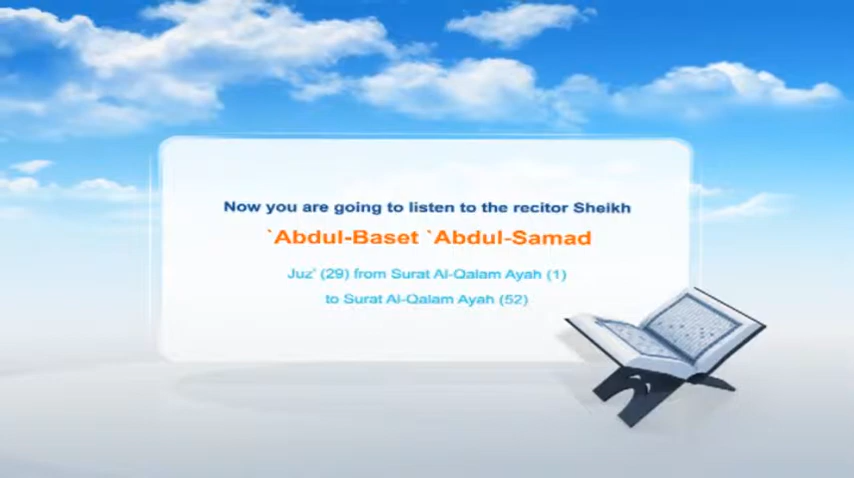 Now you are going to listen to the recitor Sheikh
`Abdul-Baset `Abdul-Samad
Juz' (29) from Surat Al-Qalam Ayah (1)
to Surat Al-Qalam Ayah (52)